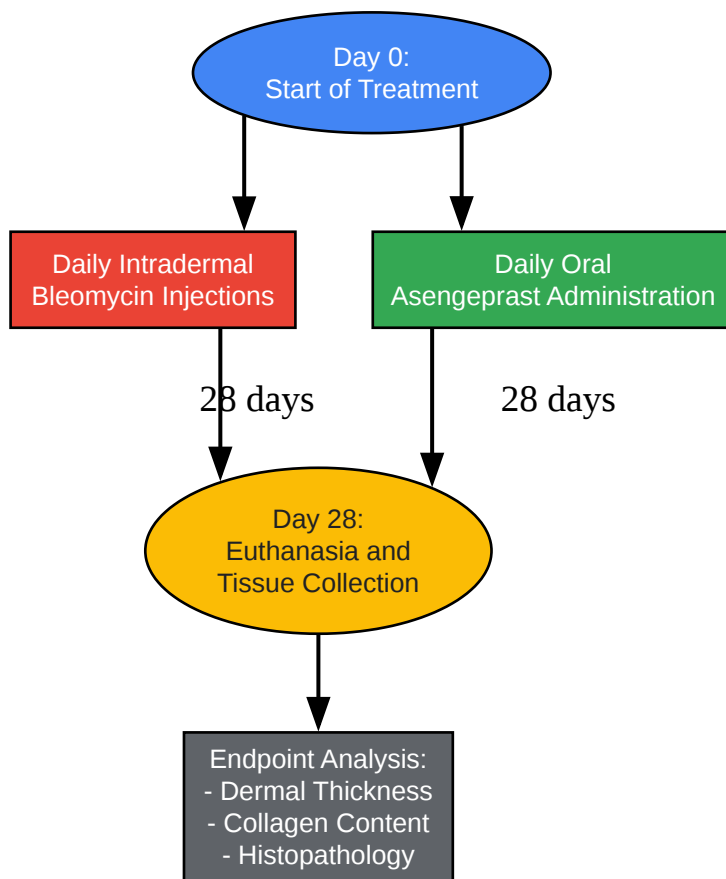 Day 0:
Start of Treatment
Daily Intradermal
Bleomycin Injections
Daily Oral
Asengeprast Administration
28 days
28 days
Day 28:
Euthanasia and
Tissue Collection
Endpoint Analysis:
- Dermal Thickness
- Collagen Content
- Histopathology